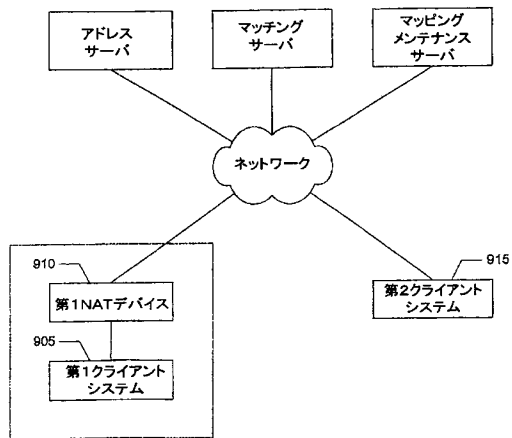 アドレス
サーバ
マッチング
サーバ
マッピング
メンテナンス
サーバ
ネットワーク
910
第1NATデバイス
905
第1クライアント
システム
915
第2クライアント
システム